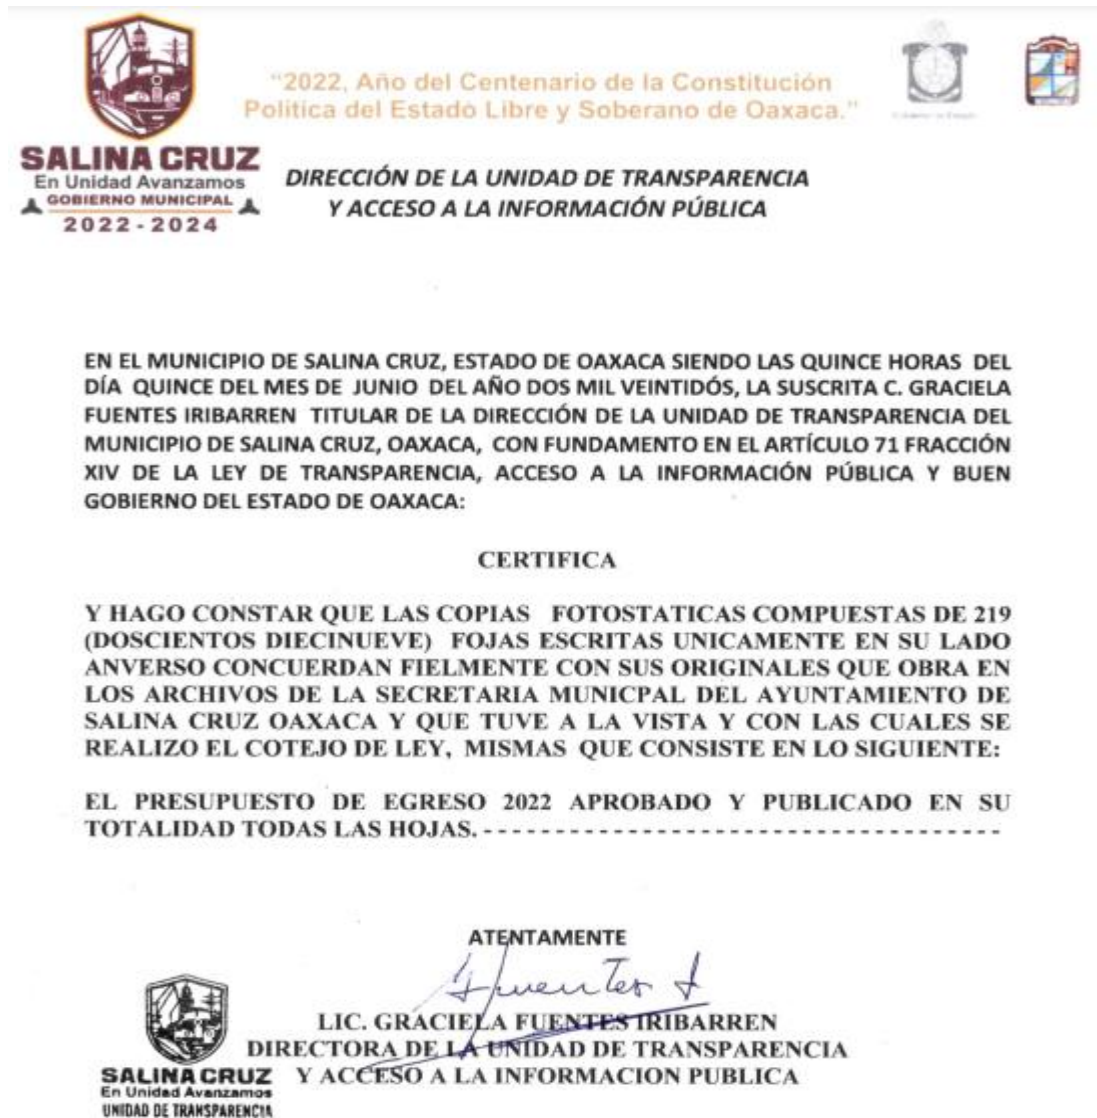 "2022, Año del Centenario de la Constitución
Política del Estado Libre y Soberano de Oaxaca."
SALINA CRUZ
En Unidad Avanzamos
GOBIERNO MUNICIPAL
2022 - 2024
DIRECCIÓN DE LA UNIDAD DE TRANSPARENCIA
Y ACCESO A LA INFORMACIÓN PÚBLICA
EN EL MUNICIPIO DE SALINA CRUZ, ESTADO DE OAXACA SIENDO LAS QUINCE HORAS DEL
DÍA QUINCE DEL MES DE JUNIO DEL AÑO DOS MIL VEINTIDÓS, LA SUSCRITA C. GRACIELA
FUENTES IRIBARREN TITULAR DE LA DIRECCIÓN DE LA UNIDAD DE TRANSPARENCIA DEL
MUNICIPIO DE SALINA CRUZ, OAXACA, CON FUNDAMENTO EN EL ARTÍCULO 71 FRACCIÓN
XIV DE LA LEY DE TRANSPARENCIA, ACCESO A LA INFORMACIÓN PÚBLICA Y BUEN
GOBIERNO DEL ESTADO DE OAXACA:
CERTIFICA
Y HAGO CONSTAR QUE LAS COPIAS FOTOSTATICAS COMPUESTAS DE 219
(DOSCIENTOS DIECINUEVE) FOJAS ESCRITAS UNICAMENTE EN SU LADO
ANVERSO CONCUERDAN FIELMENTE CON SUS ORIGINALES QUE OBRA EN
LOS ARCHIVOS DE LA SECRETARIA MUNICPAL DEL AYUNTAMIENTO DE
SALINA CRUZ OAXACA Y QUE TUVE A LA VISTA Y CON LAS CUALES SE
REALIZO EL COTEJO DE LEY, MISMAS QUE CONSISTE EN LO SIGUIENTE:
EL PRESUPUESTO DE EGRESO 2022 APROBADO Y PUBLICADO EN SU
TOTALIDAD TODAS LAS HOJAS. - - - - - - - - - - - - - - - - - - - - - - - - - - - - - - - - - - - -
ATENTAMENTE
LIC. GRACIELA FUENTES IRIBARREN
DIRECTORA DE LA UNIDAD DE TRANSPARENCIA
Y ACCESO A LA INFORMACION PUBLICA
SALINA CRUZ
En Unidad Avanzamos
UNIDAD DE TRANSPARENCIA